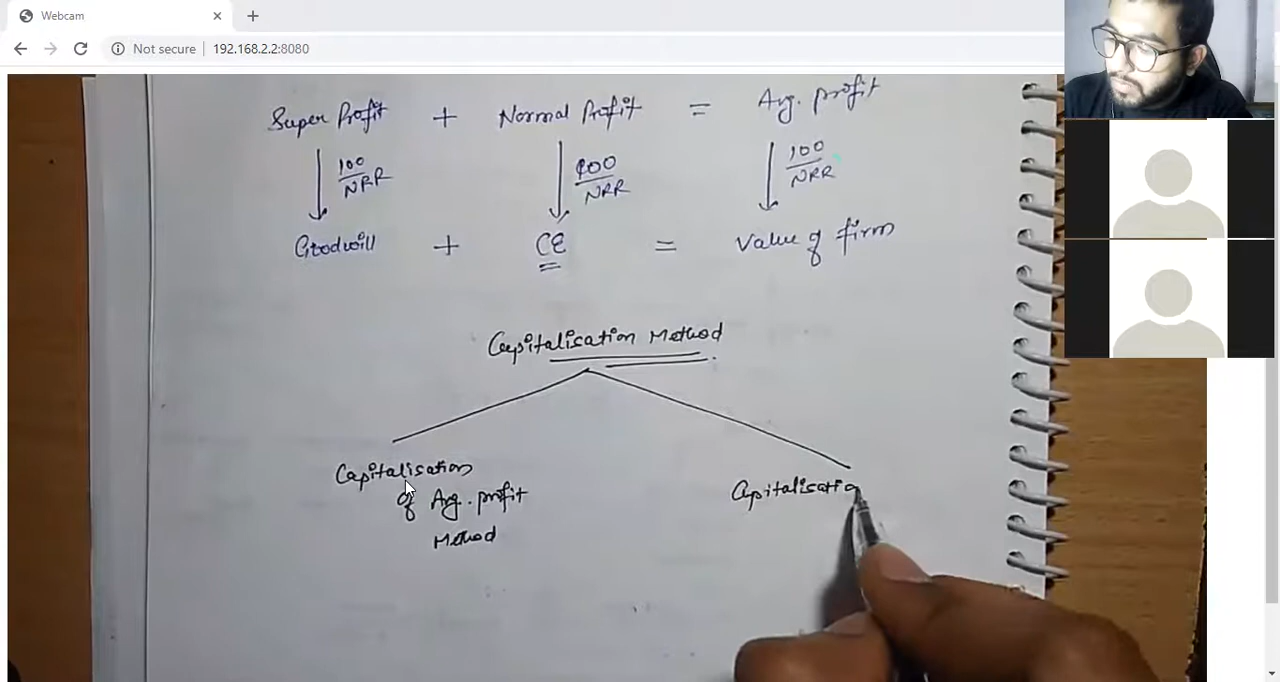 Webcam
Not secure 192.168.2.2:8080
Super Profit + Normal Profit = Avg. profit
100/NRR 100/NRR 100/NRR
Goodwill + CE = Value of firm
Capitalisation Method
Capitalisation
of Avg. profit
Method
Capitalisation